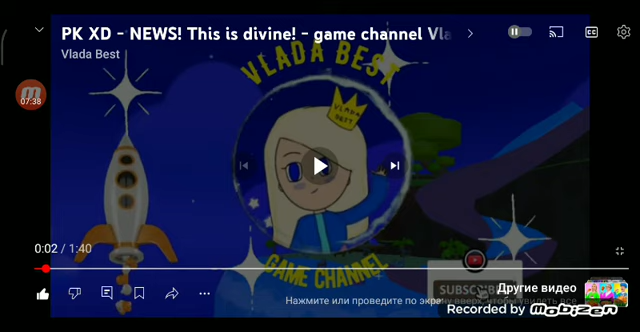 PK XD - NEWS! This is divine! - game channel Vla
Vlada Best
VLADA BEST
07:38
VLADA
BEST
0:02 / 1:40
GAME CHANNEL
SUBSCRIBE
Другие видео
Нажмите или проведите по экрану вверх, чтобы увидеть все
Recorded by mobizen